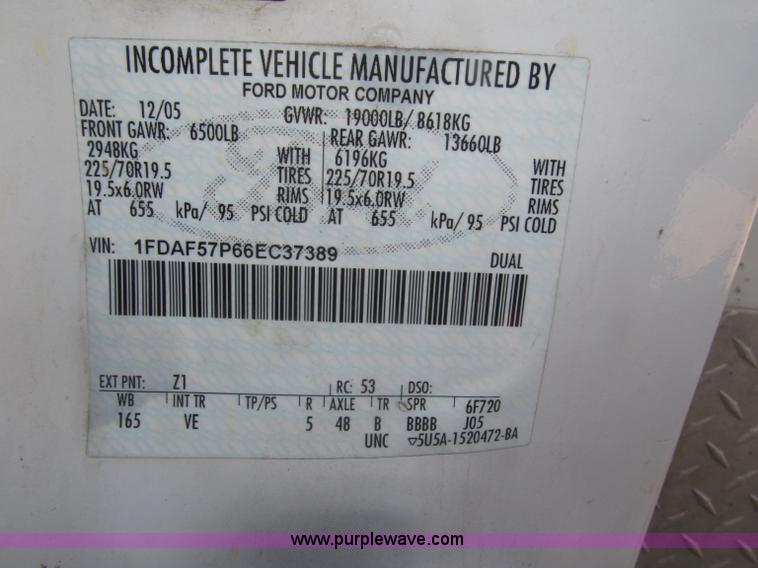 INCOMPLETE VEHICLE MANUFACTURED BY
FORD MOTOR COMPANY
DATE: 12/05 GVWR: 19000LB/ 8618KG
FRONT GAWR: 6500LB REAR GAWR: 13660LB
2948KG WITH 6196KG WITH
225/70R19.5 TIRES 225/70R19.5 TIRES
19.5x6.0RW RIMS 19.5x6.0RW RIMS
AT 655 kPa/ 95 PSI COLD AT 655 kPa/ 95 PSI COLD
VIN: 1FDAF57P66EC37389 DUAL
EXT PNT: Z1 RC: 53 DSO:
WB INT TR TP/PS R AXLE TR SPR 6F720
165 VE 5 48 B BBBB J05
UNC ▽5U5A-1520472-BA
www.purplewave.com